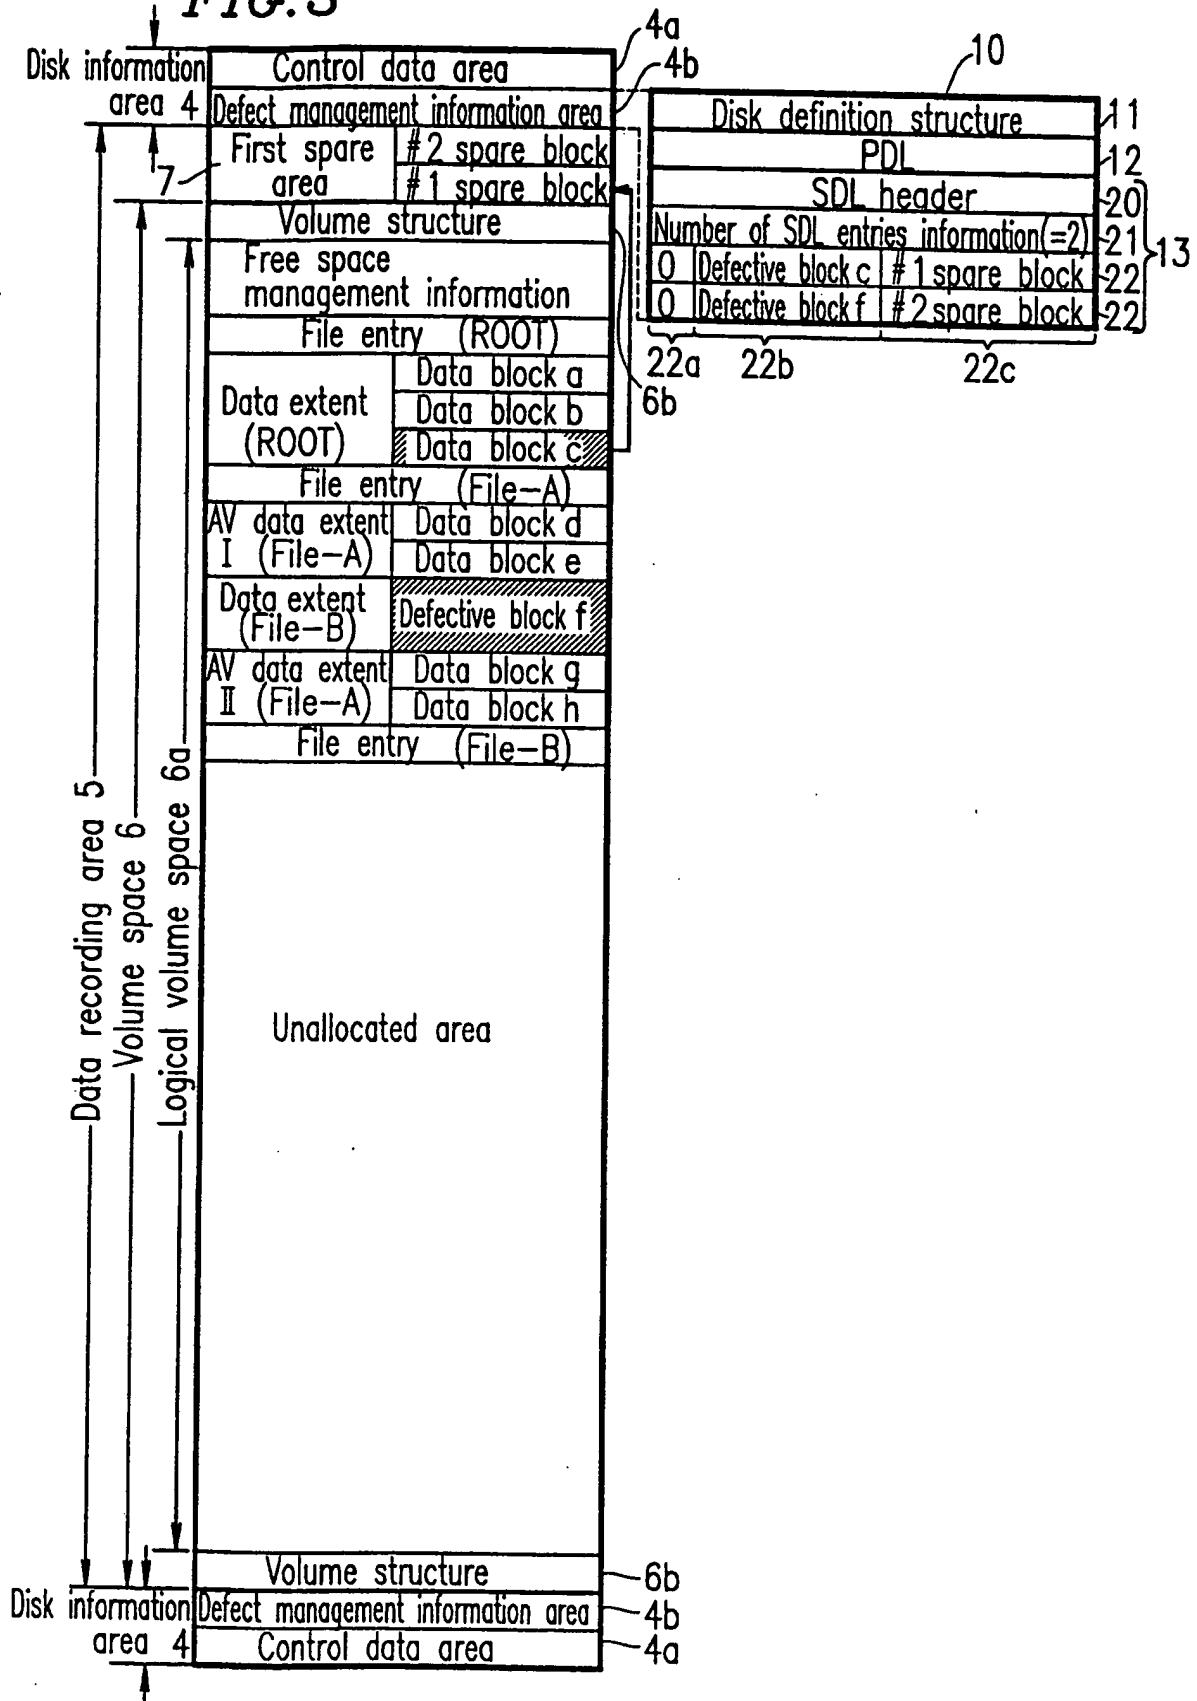 FIG. 3
Disk information
area 4
Control data area
4a
Defect management information area
4b
First spare
area
7
# 2 spare block
# 1 spare block
Volume structure
6b
Free space
management information
File entry (ROOT)
Data extent
(ROOT)
Data block a
Data block b
Data block c
File entry (File-A)
AV data extent
I (File-A)
Data block d
Data block e
Data extent
(File-B)
Defective block f
AV data extent
II (File-A)
Data block g
Data block h
File entry (File-B)
Unallocated area
Data recording area 5
Volume space 6
Logical volume space 6a
Volume structure
6b
Disk information
area 4
Defect management information area
4b
Control data area
4a
10
Disk definition structure
11
PDL
12
SDL header
20
Number of SDL entries information(=2)
21
13
0 Defective block c # 1 spare block
22
0 Defective block f # 2 spare block
22
22a
22b
22c